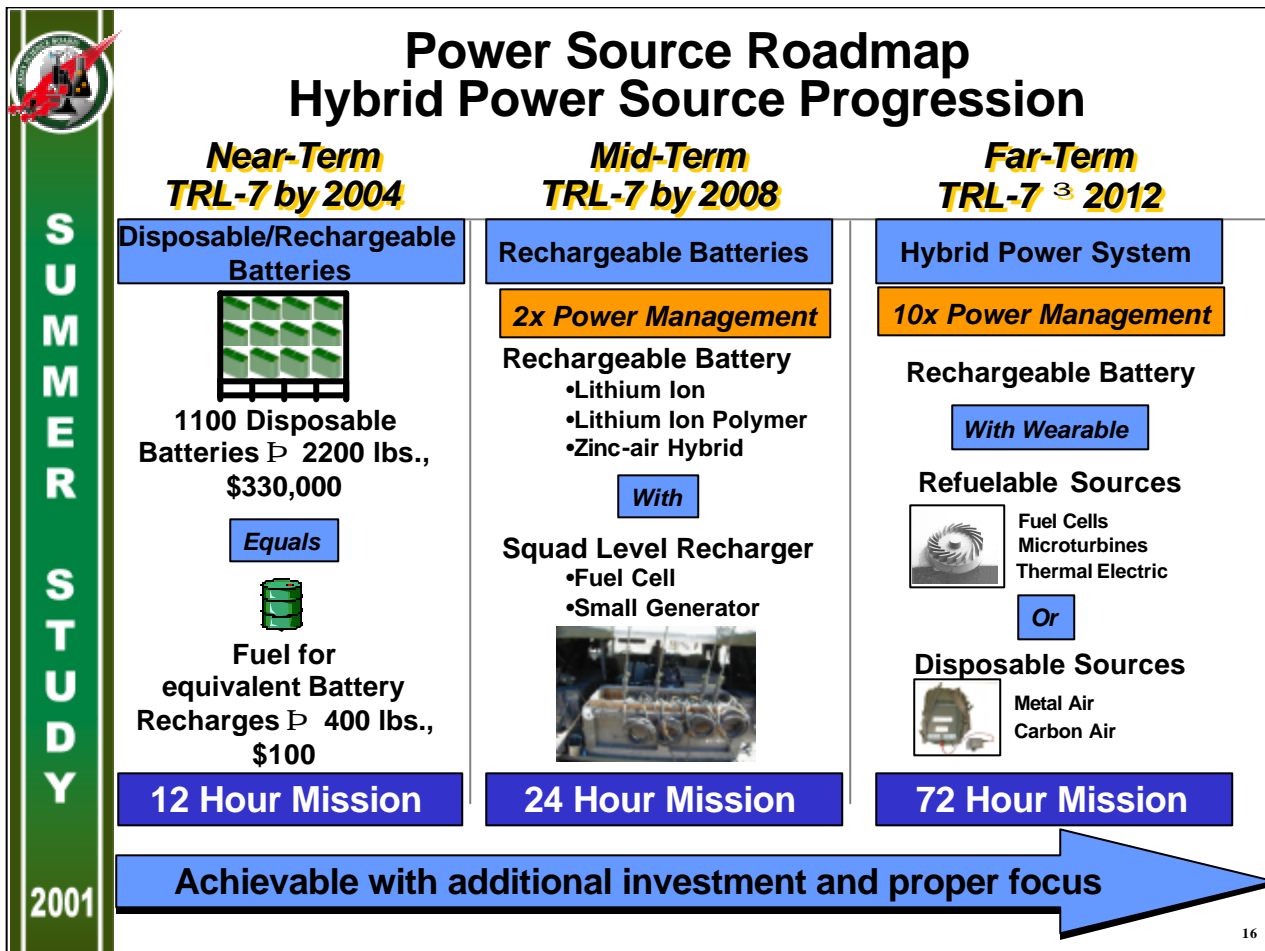 Power Source Roadmap
Hybrid Power Source Progression
SUMMER STUDY
2001
Near-Term
TRL-7 by 2004
Disposable/Rechargeable
Batteries
1100 Disposable
Batteries Þ 2200 lbs.,
$330,000
Equals
Fuel for
equivalent Battery
Recharges Þ 400 lbs.,
$100
12 Hour Mission
Mid-Term
TRL-7 by 2008
Rechargeable Batteries
2x Power Management
Rechargeable Battery
•Lithium Ion
•Lithium Ion Polymer
•Zinc-air Hybrid
With
Squad Level Recharger
•Fuel Cell
•Small Generator
24 Hour Mission
Far-Term
TRL-7 ³ 2012
Hybrid Power System
10x Power Management
Rechargeable Battery
With Wearable
Refuelable Sources
Fuel Cells
Microturbines
Thermal Electric
Or
Disposable Sources
Metal Air
Carbon Air
72 Hour Mission
Achievable with additional investment and proper focus
16